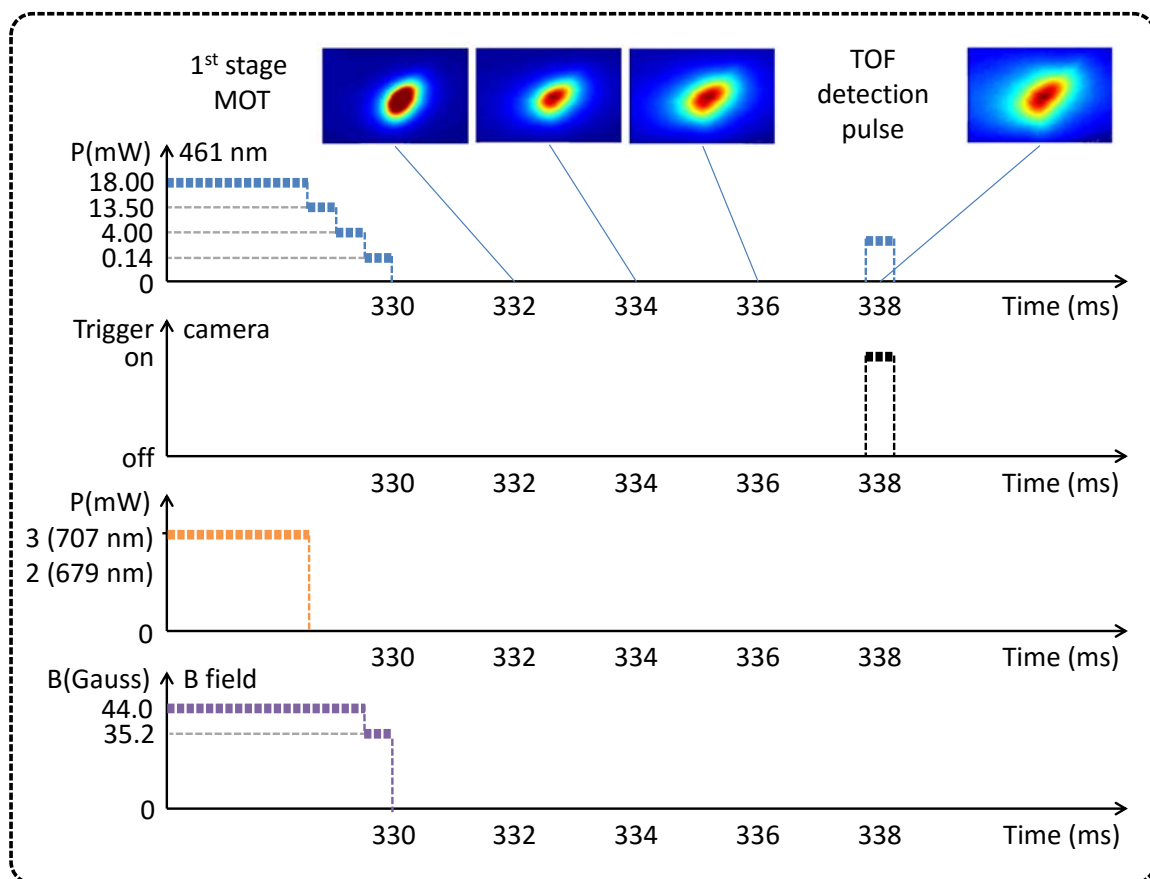 1st stage
MOT
TOF
detection
pulse
P(mW) 461 nm
18.00
13.50
4.00
0.14
0
330 332 334 336 338 Time (ms)
Trigger camera
on
off
330 332 334 336 338 Time (ms)
P(mW)
3 (707 nm)
2 (679 nm)
0
330 332 334 336 338 Time (ms)
B(Gauss) B field
44.0
35.2
0
330 332 334 336 338 Time (ms)